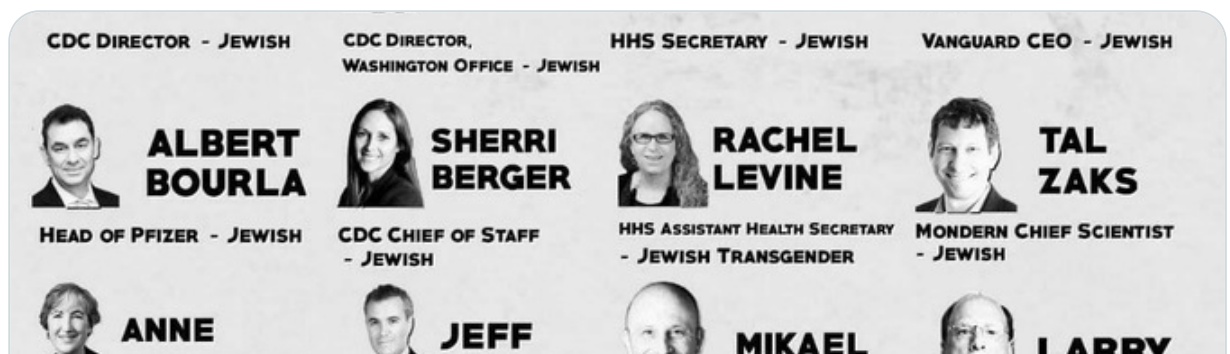 CDC DIRECTOR - JEWISH
CDC DIRECTOR,
WASHINGTON OFFICE - JEWISH
HHS SECRETARY - JEWISH
VANGUARD CEO - JEWISH
ALBERT
BOURLA
HEAD OF PFIZER - JEWISH
SHERRI
BERGER
CDC CHIEF OF STAFF
- JEWISH
RACHEL
LEVINE
HHS ASSISTANT HEALTH SECRETARY
- JEWISH TRANSGENDER
TAL
ZAKS
MONDERN CHIEF SCIENTIST
- JEWISH
ANNE
JEFF
MIKAEL
LARRY